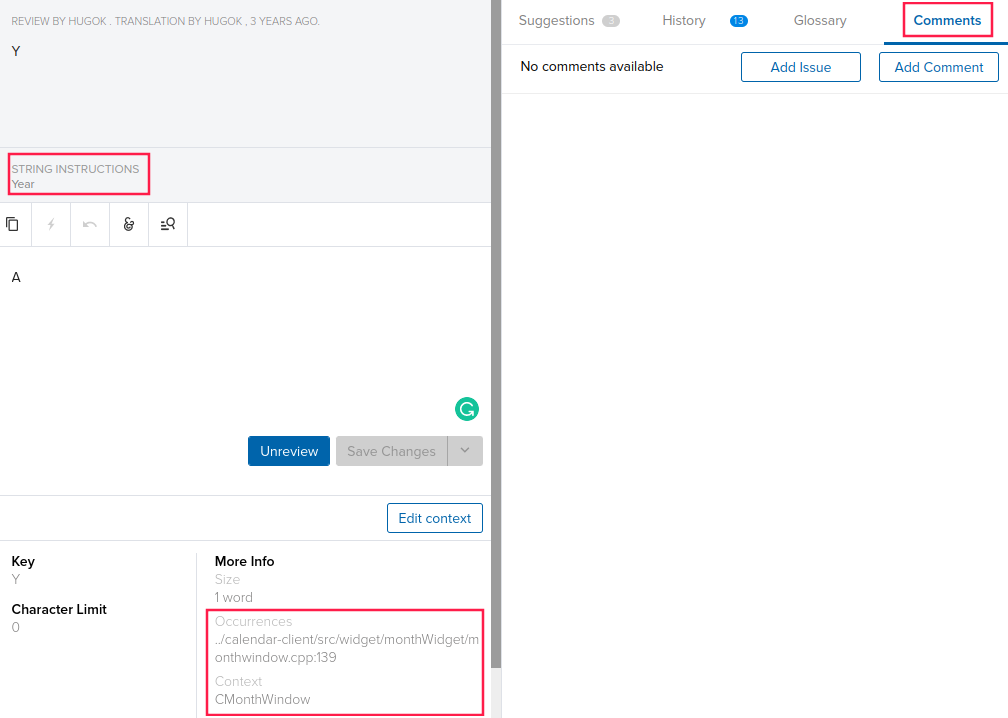 REVIEW BY HUGOK . TRANSLATION BY HUGOK , 3 YEARS AGO.
Y
STRING INSTRUCTIONS
Year
A
Unreview
Save Changes
Edit context
Key
Y
Character Limit
0
More Info
Size
1 word
Occurrences
../calendar-client/src/widget/monthWidget/m
onthwindow.cpp:139
Context
CMonthWindow
Suggestions 3 History 13 Glossary Comments
No comments available Add Issue Add Comment